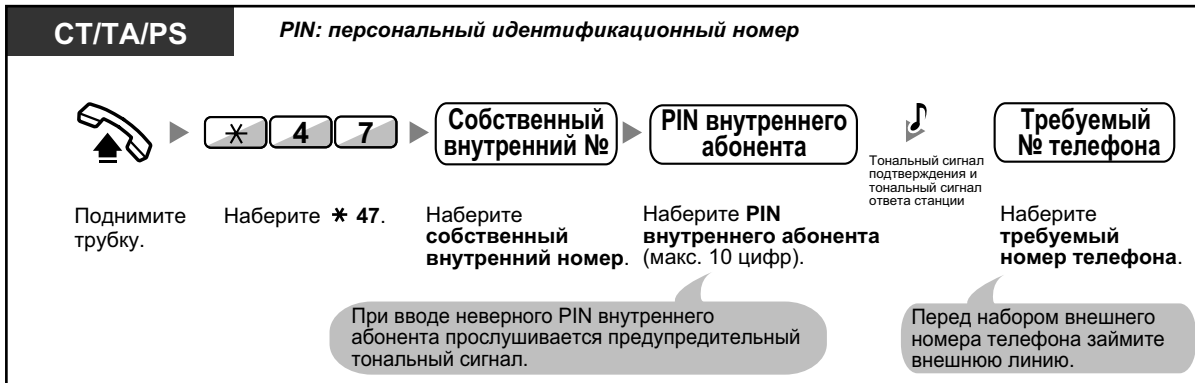 CT/TA/PS
PIN: персональный идентификационный номер
✳ 4 7
Собственный
внутренний №
PIN внутреннего
абонента
Тональный сигнал
подтверждения и
тональный сигнал
ответа станции
Требуемый
№ телефона
Поднимите
трубку.
Наберите ✳ 47.
Наберите
собственный
внутренний номер.
Наберите PIN
внутреннего абонента
(макс. 10 цифр).
Наберите
требуемый
номер телефона.
При вводе неверного PIN внутреннего
абонента прослушивается предупредительный
тональный сигнал.
Перед набором внешнего
номера телефона займите
внешнюю линию.